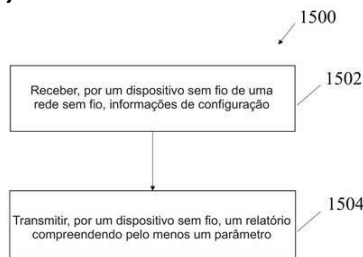 1500
Receber, por um dispositivo sem fio de uma
rede sem fio, informações de configuração
1502
Transmitir, por um dispositivo sem fio, um relatório
compreendendo pelo menos um parâmetro
1504